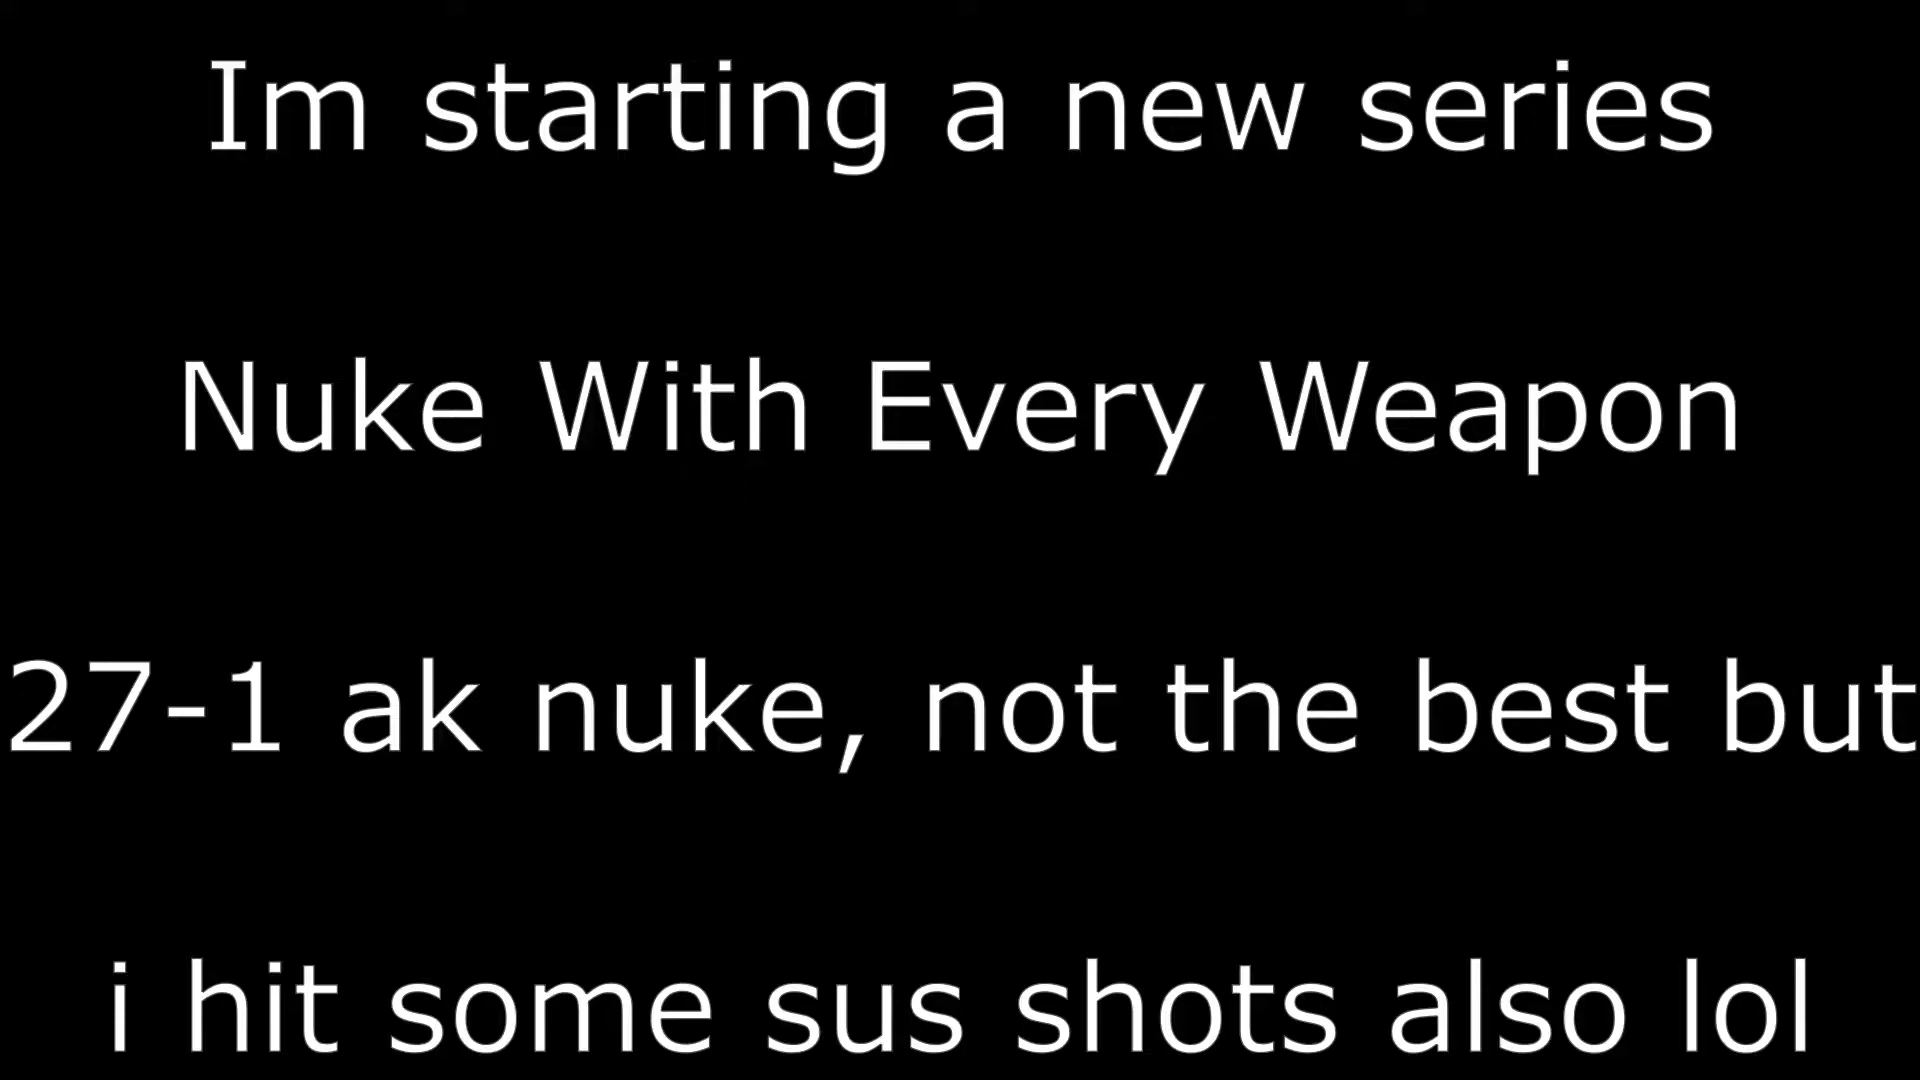 Im starting a new series
Nuke With Every Weapon
27-1 ak nuke, not the best but
i hit some sus shots also lol